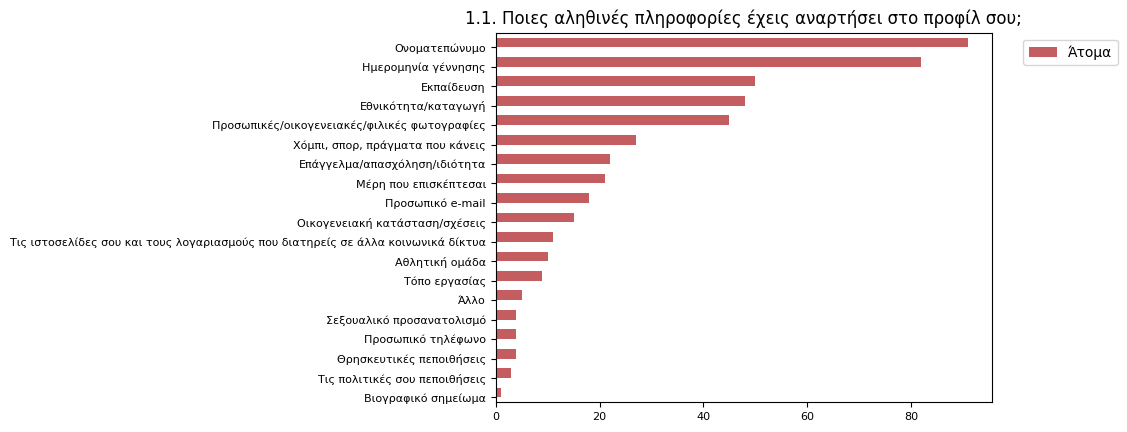 1.1. Ποιες αληθινές πληροφορίες έχεις αναρτήσει στο προφίλ σου;
Άτομα
Ονοματεπώνυμο
Ημερομηνία γέννησης
Εκπαίδευση
Εθνικότητα/καταγωγή
Προσωπικές/οικογενειακές/φιλικές φωτογραφίες
Χόμπι, σπορ, πράγματα που κάνεις
Επάγγελμα/απασχόληση/ιδιότητα
Μέρη που επισκέπτεσαι
Προσωπικό e-mail
Οικογενειακή κατάσταση/σχέσεις
Τις ιστοσελίδες σου και τους λογαριασμούς που διατηρείς σε άλλα κοινωνικά δίκτυα
Αθλητική ομάδα
Τόπο εργασίας
Άλλο
Σεξουαλικό προσανατολισμό
Προσωπικό τηλέφωνο
Θρησκευτικές πεποιθήσεις
Τις πολιτικές σου πεποιθήσεις
Βιογραφικό σημείωμα
0 20 40 60 80